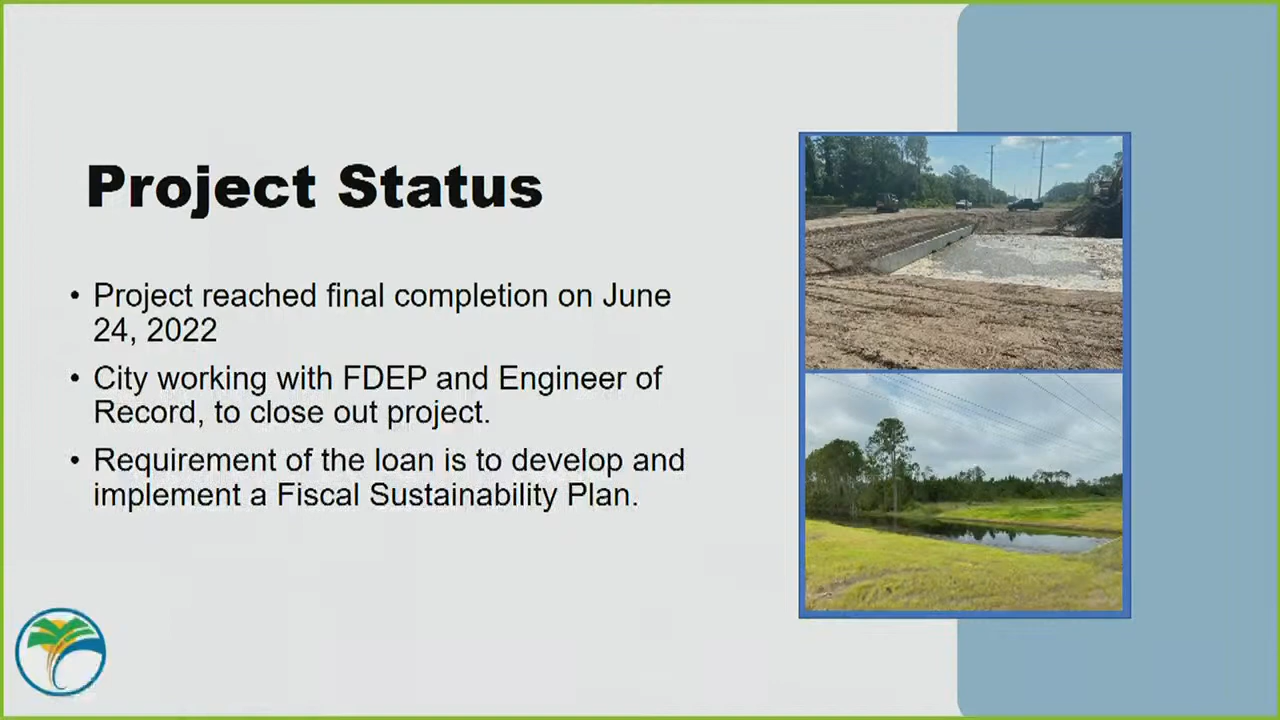 Project Status
• Project reached final completion on June
24, 2022
• City working with FDEP and Engineer of
Record, to close out project.
• Requirement of the loan is to develop and
implement a Fiscal Sustainability Plan.